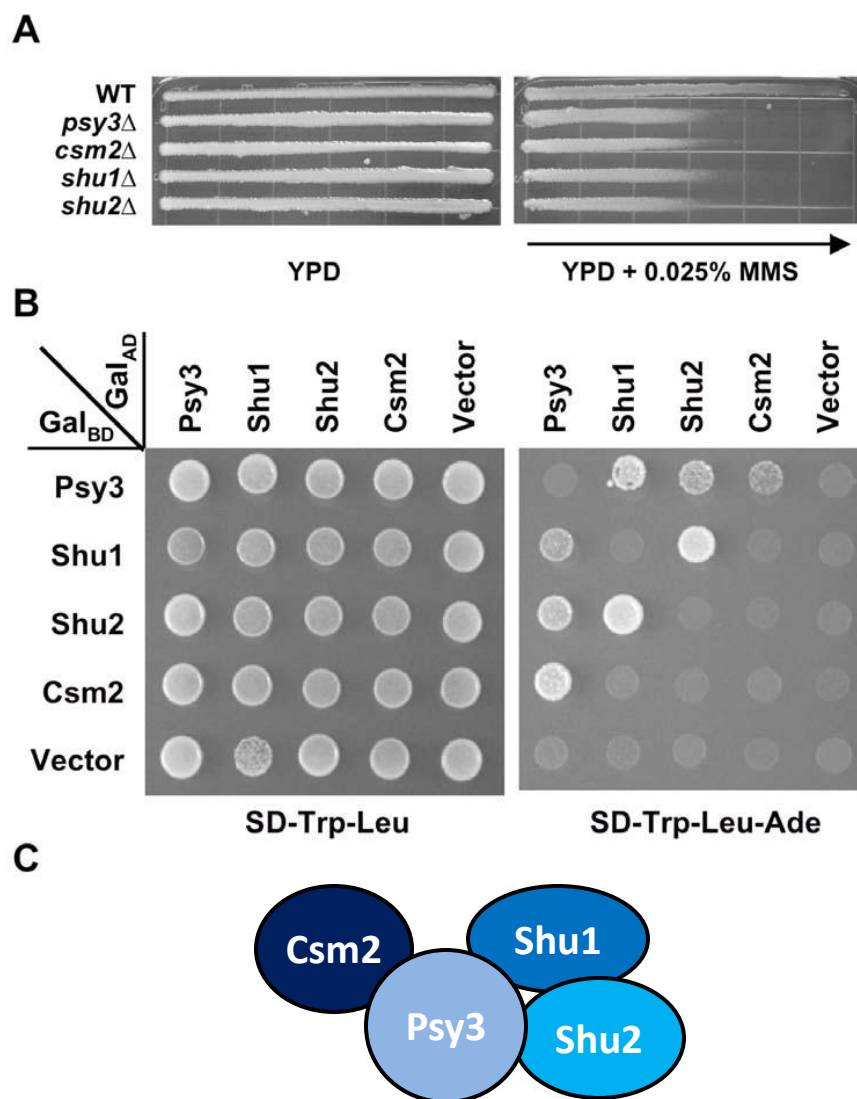 A
WT
psy3Δ
csm2Δ
shu1Δ
shu2Δ
YPD
YPD + 0.025% MMS
B
GalAD
GalBD
Psy3 Shu1 Shu2 Csm2 Vector
Psy3 Shu1 Shu2 Csm2 Vector
Psy3
Shu1
Shu2
Csm2
Vector
SD-Trp-Leu
SD-Trp-Leu-Ade
C
Csm2
Shu1
Psy3
Shu2